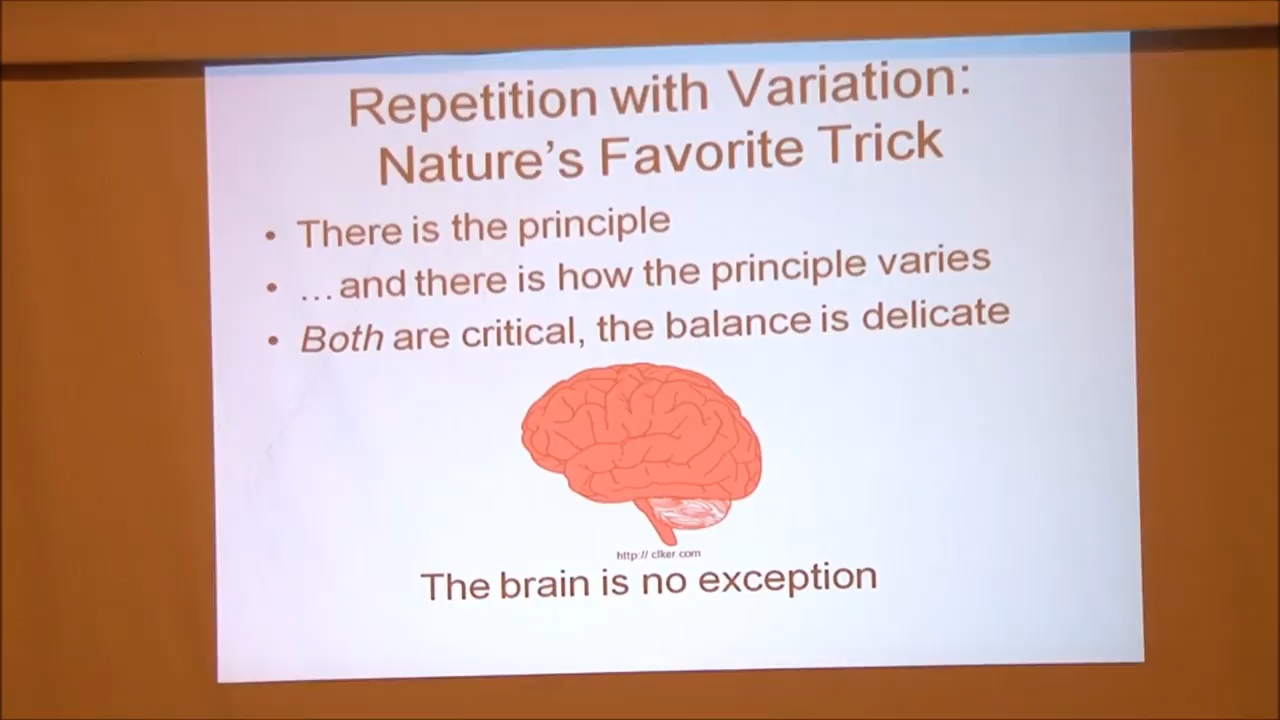 Repetition with Variation:
Nature's Favorite Trick
• There is the principle
• …and there is how the principle varies
• Both are critical, the balance is delicate
http:// clker com
The brain is no exception